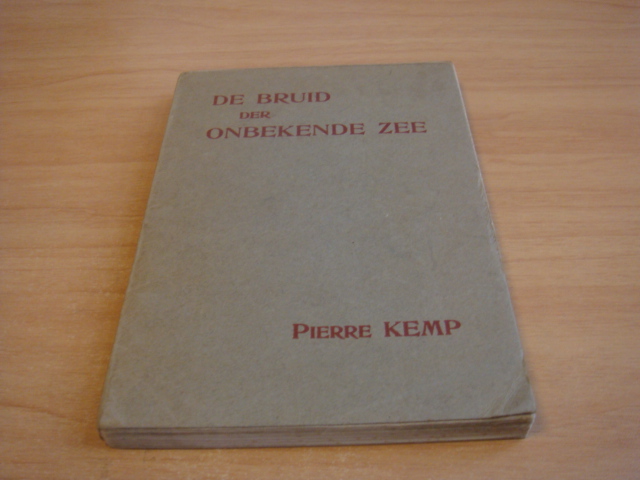 DE BRUID
DER
ONBEKENDE ZEE
PIERRE KEMP